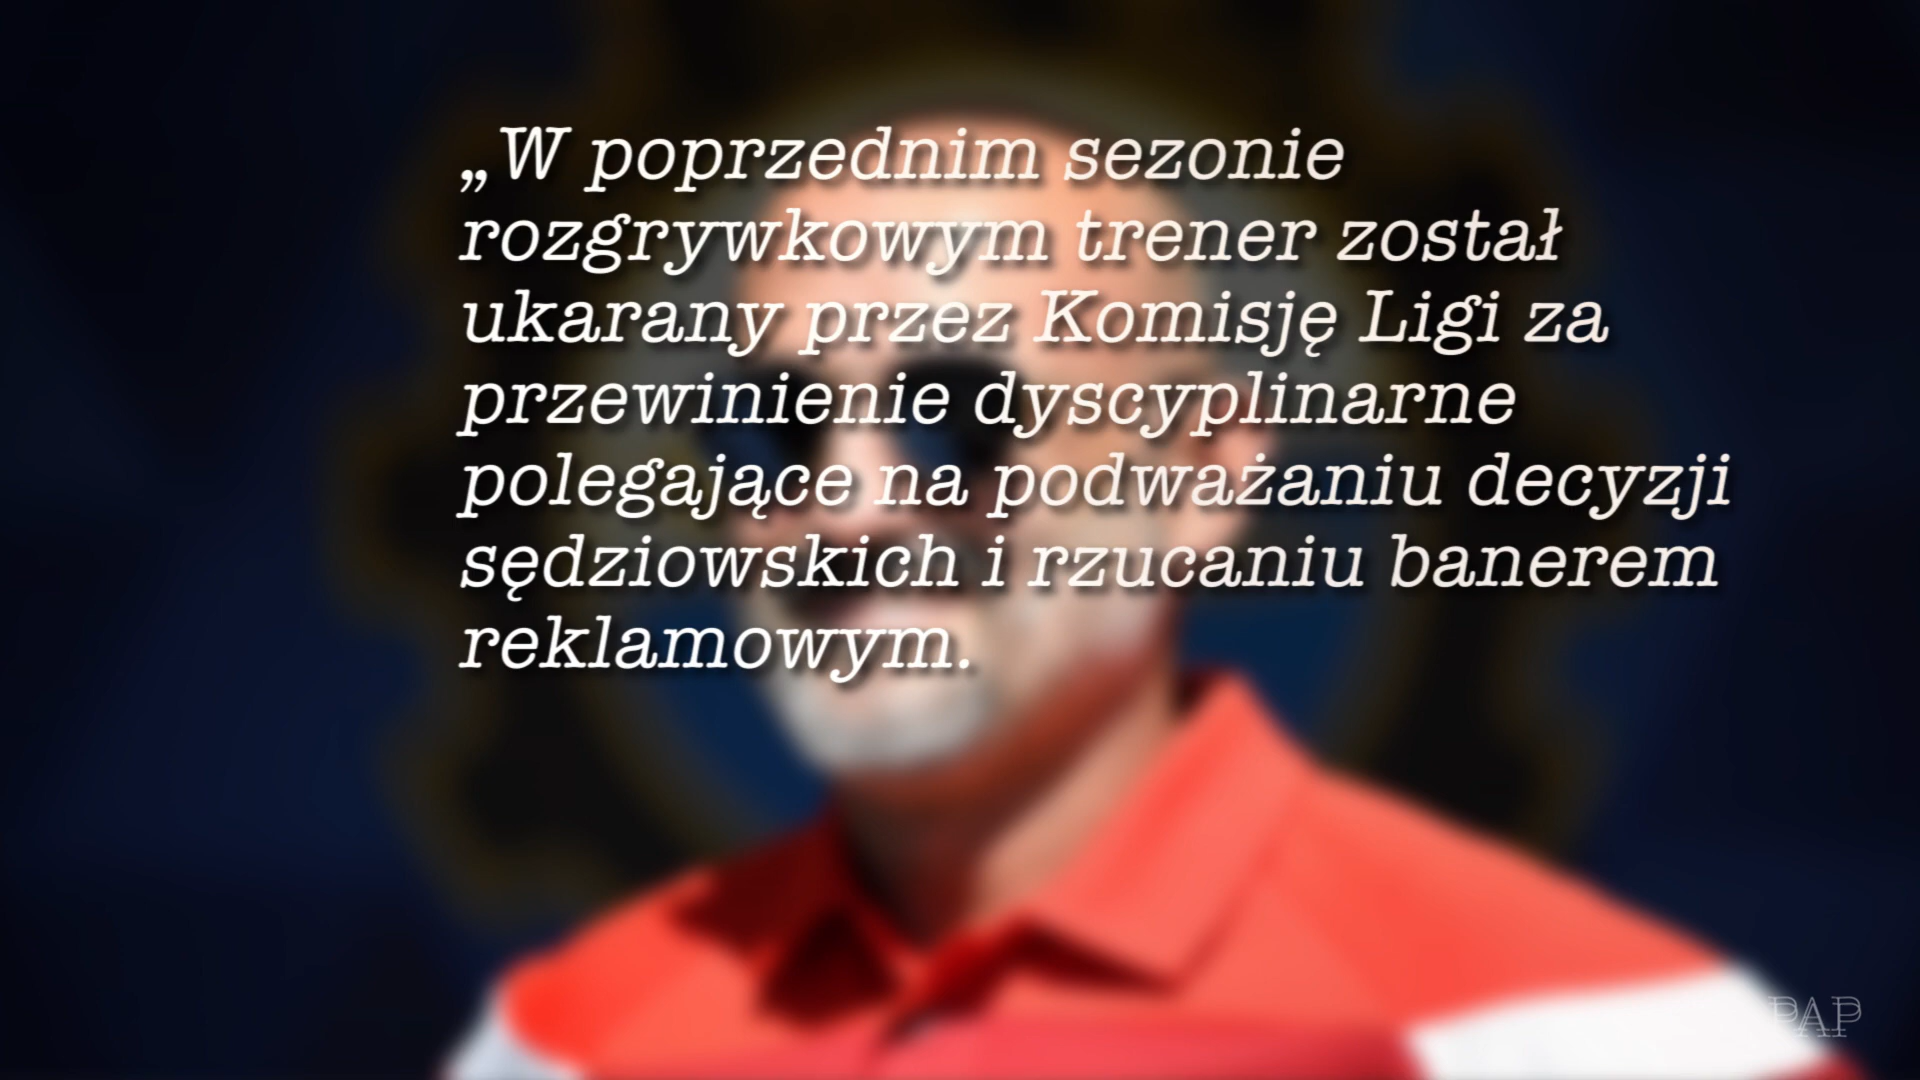 „W poprzednim sezonie
rozgrywkowym trener został
ukarany przez Komisję Ligi za
przewinienie dyscyplinarne
polegające na podważaniu decyzji
sędziowskich i rzucaniu banerem
reklamowym.
PAP